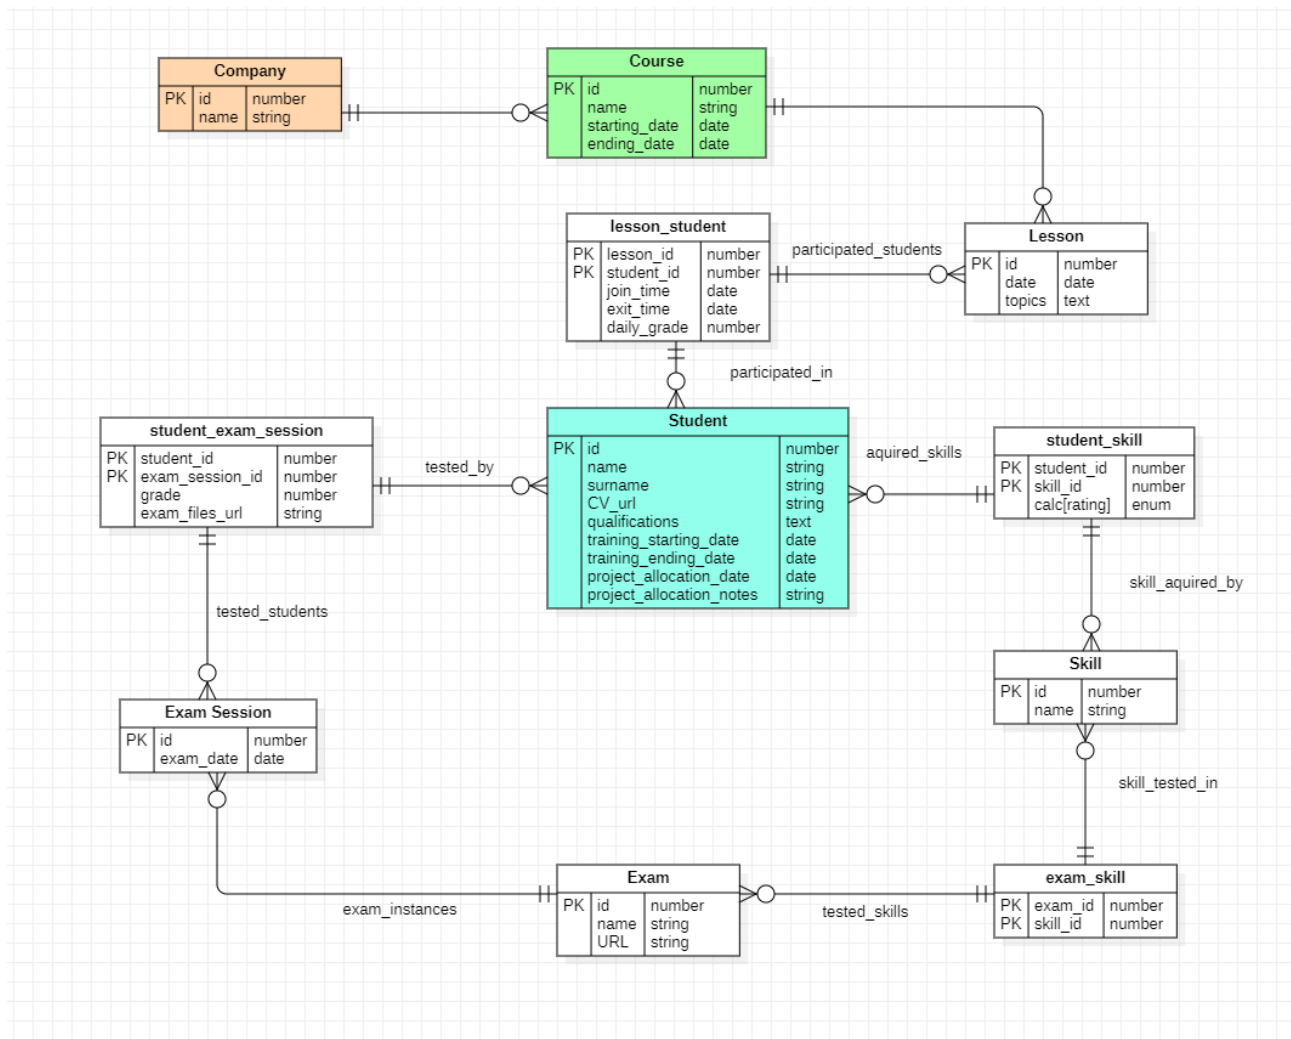 Company
PK id number
name string
Course
PK id number
name string
starting_date date
ending_date date
lesson_student
PK lesson_id number
PK student_id number
join_time date
exit_time date
daily_grade number
participated_students
Lesson
PK id number
date date
topics text
participated_in
student_exam_session
PK student_id number
PK exam_session_id number
grade number
exam_files_url string
tested_by
Student
PK id number
name string
surname string
CV_url string
qualifications text
training_starting_date date
training_ending_date date
project_allocation_date date
project_allocation_notes string
aquired_skills
student_skill
PK student_id number
PK skill_id number
calc[rating] enum
tested_students
skill_aquired_by
Exam Session
PK id number
exam_date date
Skill
PK id number
name string
skill_tested_in
exam_instances
Exam
PK id number
name string
URL string
tested_skills
exam_skill
PK exam_id number
PK skill_id number